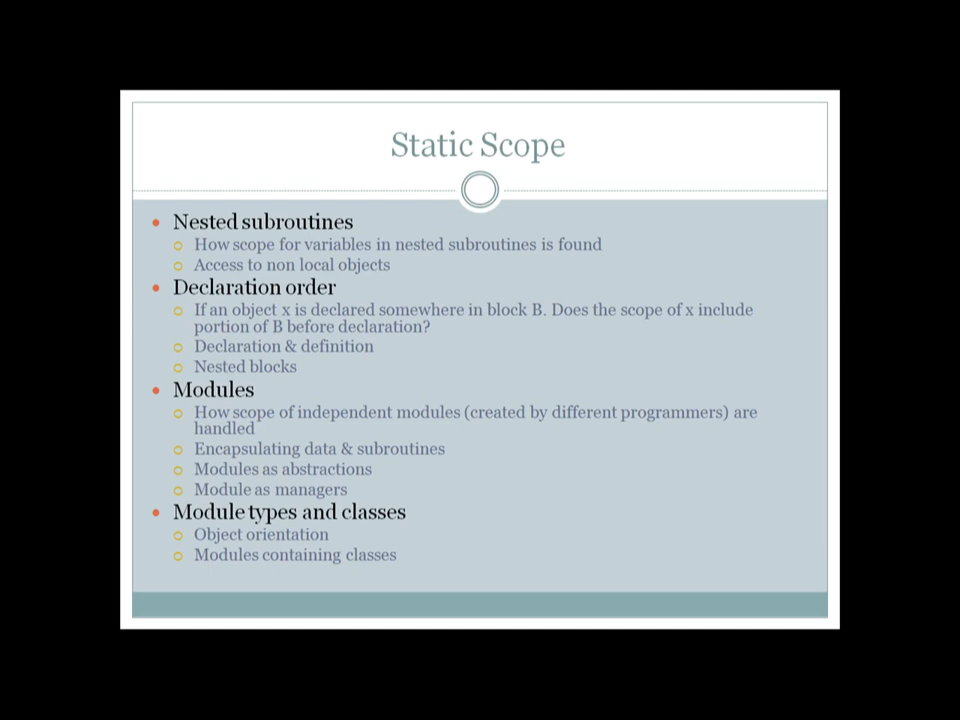 Static Scope
Nested subroutines
How scope for variables in nested subroutines is found
Access to non local objects
Declaration order
If an object x is declared somewhere in block B. Does the scope of x include
portion of B before declaration?
Declaration & definition
Nested blocks
Modules
How scope of independent modules (created by different programmers) are
handled
Encapsulating data & subroutines
Modules as abstractions
Module as managers
Module types and classes
Object orientation
Modules containing classes